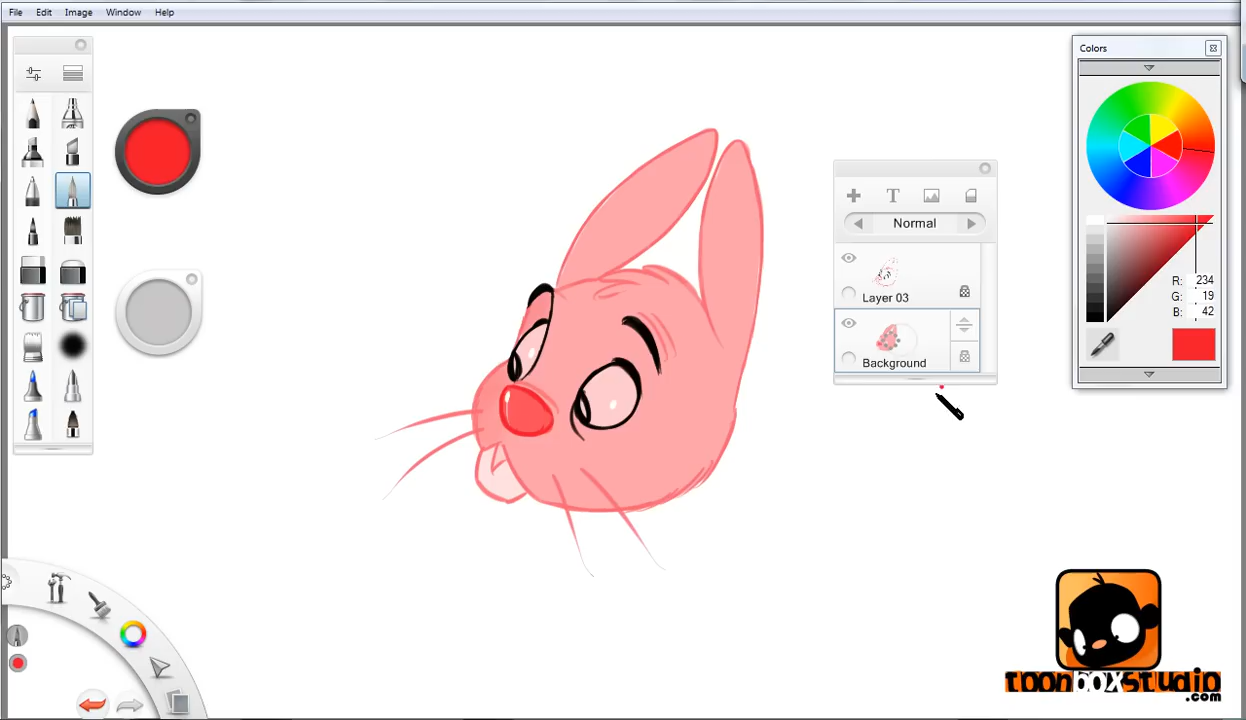 File Edit Image Window Help
Colors
T
Normal
Layer 03
Background
R: 234
G: 19
B: 42
toonboxstudio
.com